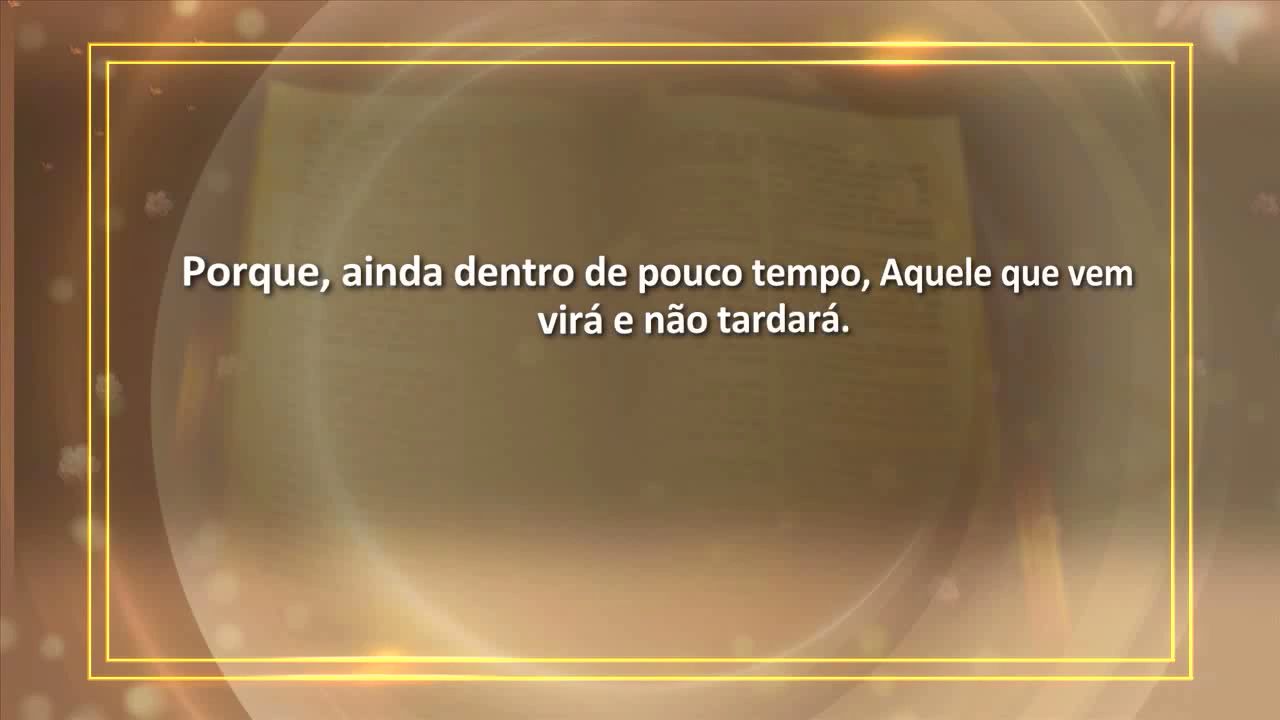 Porque, ainda dentro de pouco tempo, Aquele que vem
virá e não tardará.